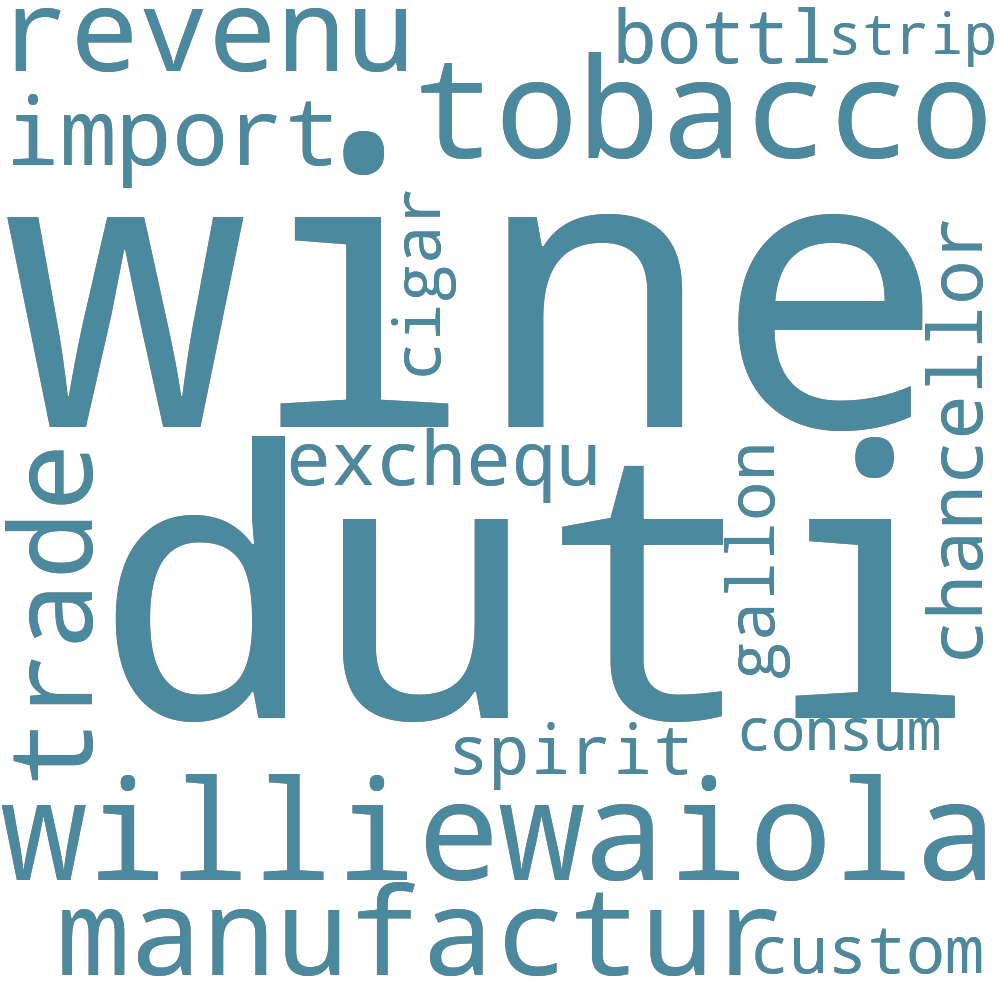 revenu
bottl
strip
import
tobacco
wine
cigar
chancellor
exchequ
trade
duti
gallon
spirit
consum
williewaiola
manufactur
custom